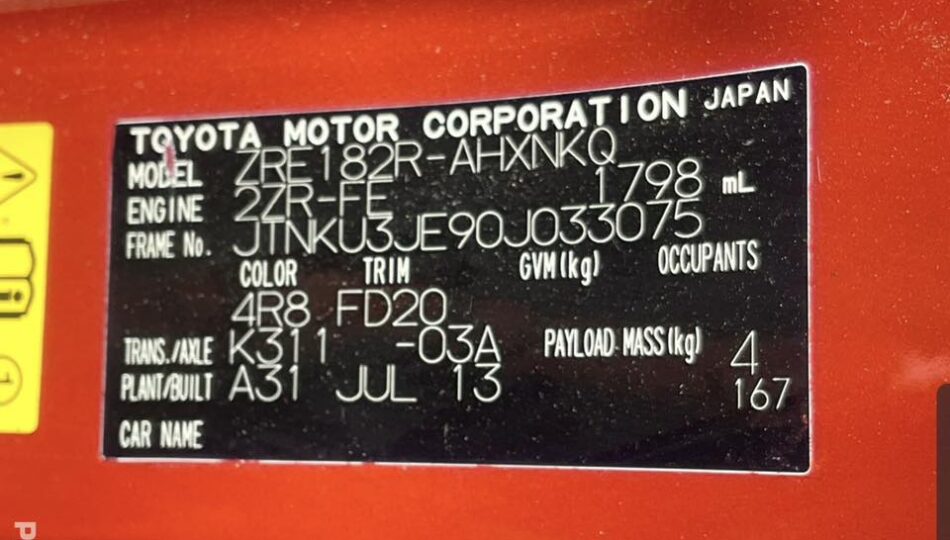 TOYOTA MOTOR CORPORATION JAPAN
MODEL ZRE182R-AHXNKQ
ENGINE 2ZR-FE 1798 mL
FRAME No. JTNKU3JE90J033075
COLOR TRIM GVM(kg) OCCUPANTS
4R8 FD20
TRANS./AXLE K311 -03A PAYLOAD MASS(kg) 4
PLANT/BUILT A31 JUL 13 167
CAR NAME
1
P